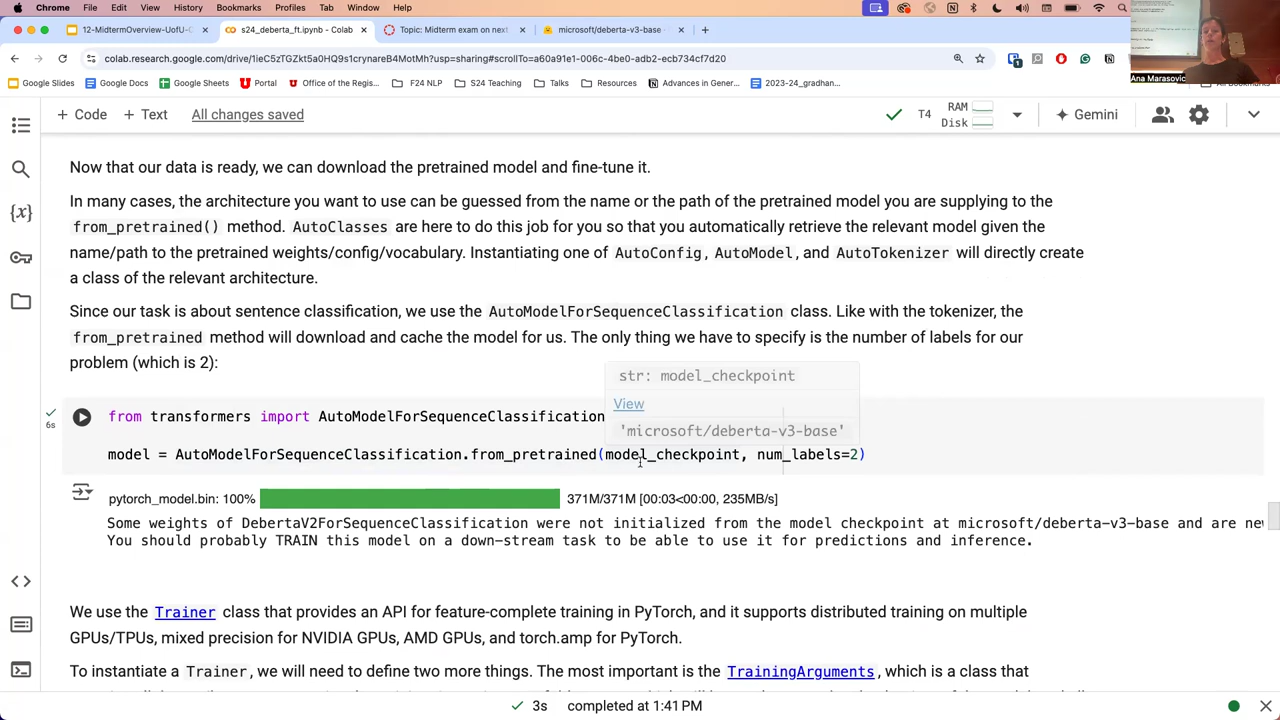 Chrome File Edit View History Bookmarks Profiles Tab Window Help
12-MidtermOverview-UofU-C
s24_deberta_ft.ipynb - Colab
Topic: Midterm exam on next
microsoft/deberta-v3-base
colab.research.google.com/drive/1ieC5zTGZkt5aOHQ9s1crynareB4MotMh?usp=sharing#scrollTo=a60a91e1-006c-4be0-adb2-ecb734cf7d20
Ana Marasovic
Google Slides Google Docs Google Sheets Portal Office of the Regis... F24 S24 Teaching Talks Resources Advances in Gener... 2023-24_gradhan...
+ Code + Text All changes saved
T4 RAM Disk Gemini
Now that our data is ready, we can download the pretrained model and fine-tune it.
In many cases, the architecture you want to use can be guessed from the name or the path of the pretrained model you are supplying to the
from_pretrained() method. AutoClasses are here to do this job for you so that you automatically retrieve the relevant model given the
name/path to the pretrained weights/config/vocabulary. Instantiating one of AutoConfig, AutoModel, and AutoTokenizer will directly create
a class of the relevant architecture.
Since our task is about sentence classification, we use the AutoModelForSequenceClassification class. Like with the tokenizer, the
from_pretrained method will download and cache the model for us. The only thing we have to specify is the number of labels for our
problem (which is 2):
str: model_checkpoint
View
'microsoft/deberta-v3-base'
6s
from transformers import AutoModelForSequenceClassification
model = AutoModelForSequenceClassification.from_pretrained(model_checkpoint, num_labels=2)
pytorch_model.bin: 100% 371M/371M [00:03<00:00, 235MB/s]
Some weights of DebertaV2ForSequenceClassification were not initialized from the model checkpoint at microsoft/deberta-v3-base and are ne
You should probably TRAIN this model on a down-stream task to be able to use it for predictions and inference.
We use the Trainer class that provides an API for feature-complete training in PyTorch, and it supports distributed training on multiple
GPUs/TPUs, mixed precision for NVIDIA GPUs, AMD GPUs, and torch.amp for PyTorch.
To instantiate a Trainer, we will need to define two more things. The most important is the TrainingArguments, which is a class that
3s completed at 1:41 PM